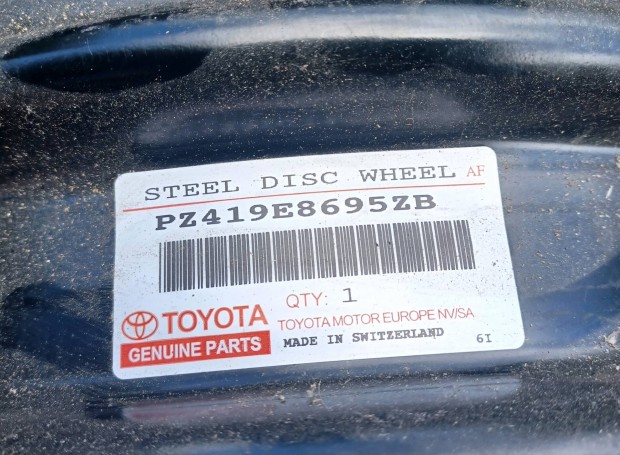 STEEL DISC WHEEL AF
PZ419E8695ZB
QTY: 1
TOYOTA
TOYOTA MOTOR EUROPE NV/SA
GENUINE PARTS
MADE IN SWITZERLAND 6I